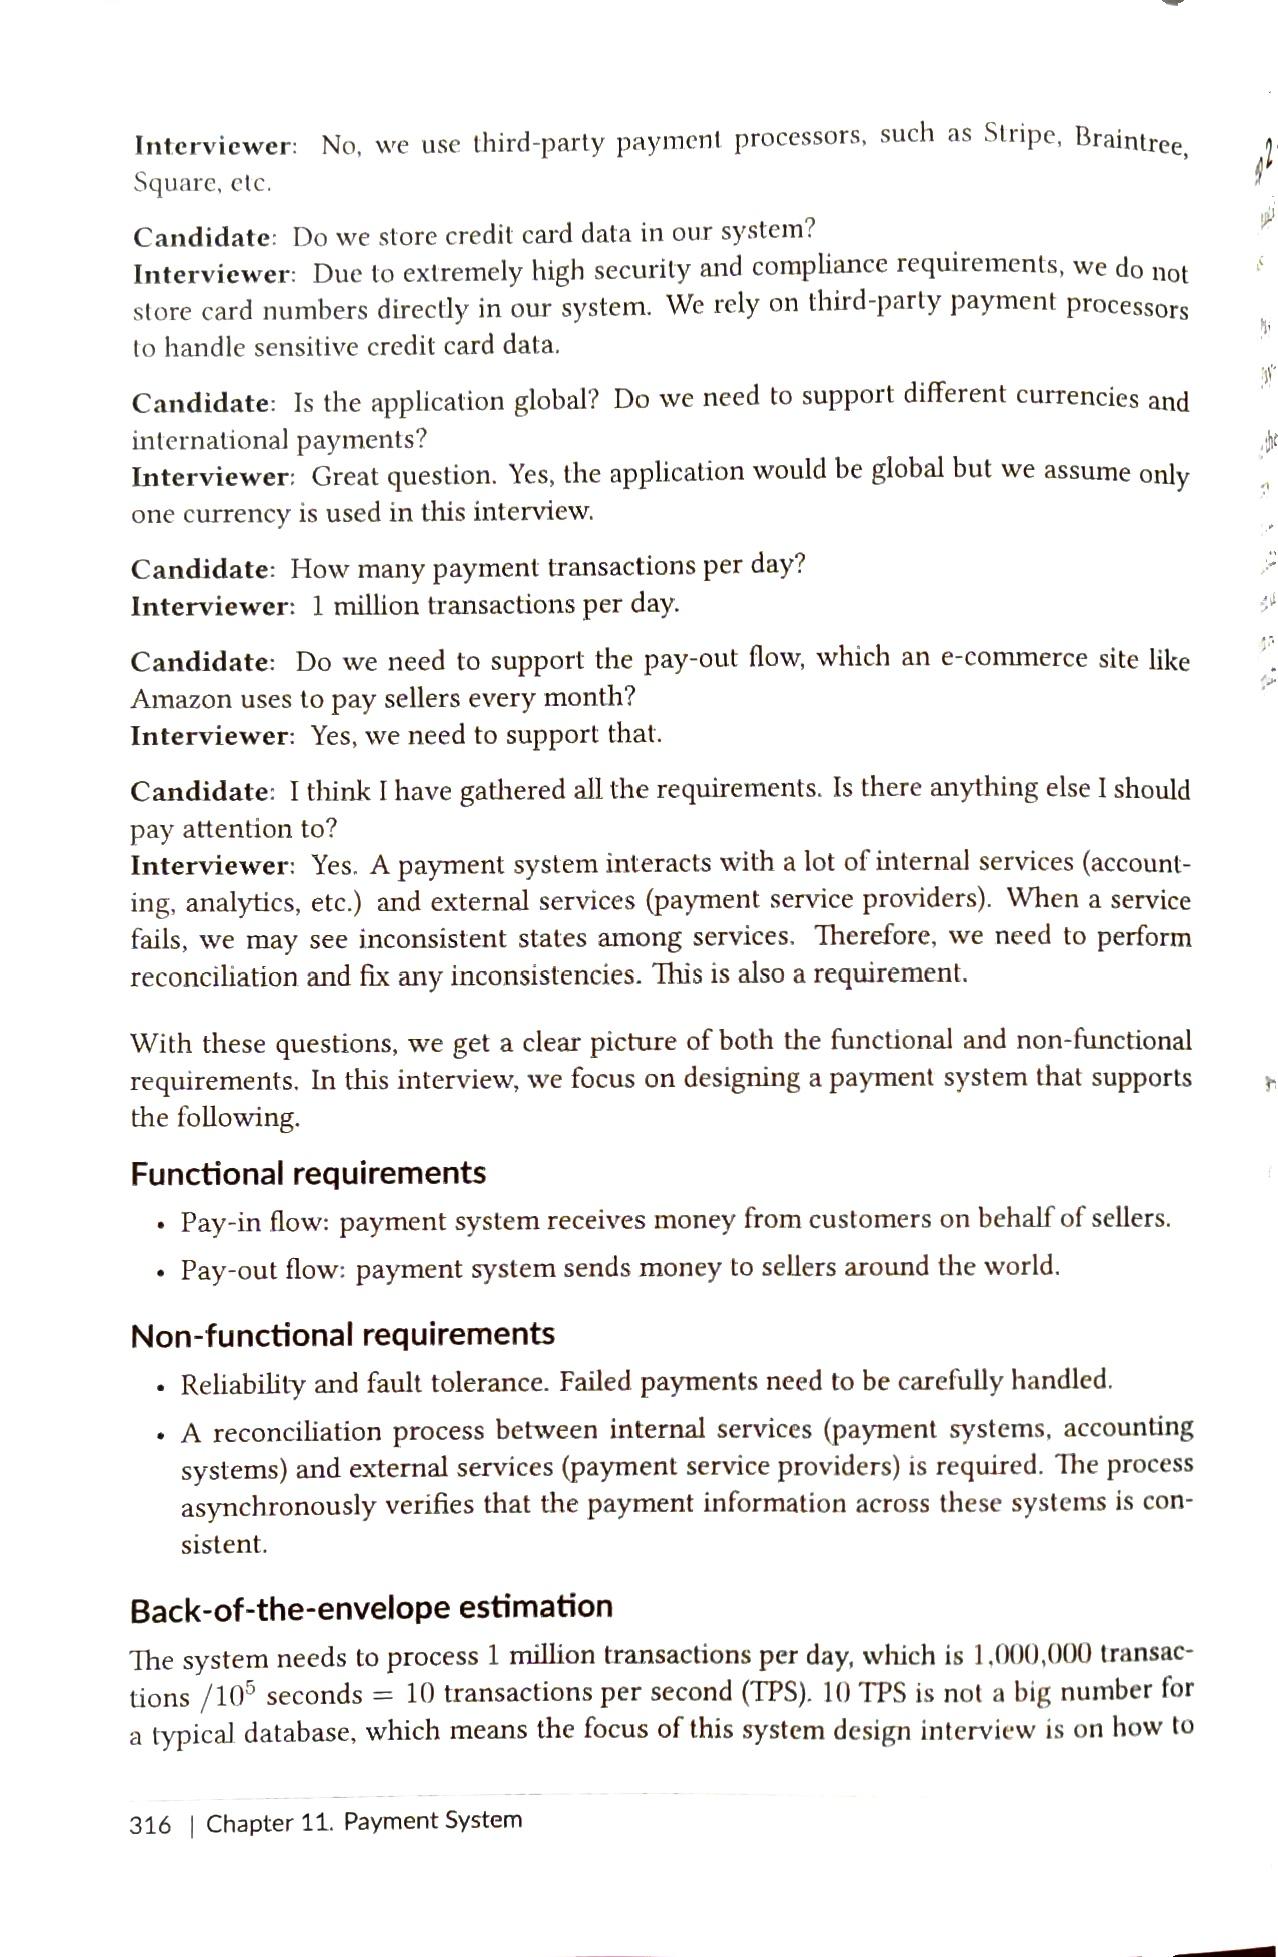 Interviewer: No, we use third-party payment processors, such as Stripe, Braintree,
Square, etc.
Candidate: Do we store credit card data in our system?
Interviewer: Due to extremely high security and compliance requirements, we do not
store card numbers directly in our system. We rely on third-party payment processors
to handle sensitive credit card data.
Candidate: Is the application global? Do we need to support different currencies and
international payments?
Interviewer: Great question. Yes, the application would be global but we assume only
one currency is used in this interview.
Candidate: How many payment transactions per day?
Interviewer: 1 million transactions per day.
Candidate: Do we need to support the pay-out flow, which an e-commerce site like
Amazon uses to pay sellers every month?
Interviewer: Yes, we need to support that.
Candidate: I think I have gathered all the requirements. Is there anything else I should
pay attention to?
Interviewer: Yes. A payment system interacts with a lot of internal services (account-
ing, analytics, etc.) and external services (payment service providers). When a service
fails, we may see inconsistent states among services. Therefore, we need to perform
reconciliation and fix any inconsistencies. This is also a requirement.
With these questions, we get a clear picture of both the functional and non-functional
requirements. In this interview, we focus on designing a payment system that supports
the following.
Functional requirements
• Pay-in flow: payment system receives money from customers on behalf of sellers.
• Pay-out flow: payment system sends money to sellers around the world.
Non-functional requirements
• Reliability and fault tolerance. Failed payments need to be carefully handled.
• A reconciliation process between internal services (payment systems, accounting
systems) and external services (payment service providers) is required. The process
asynchronously verifies that the payment information across these systems is con-
sistent.
Back-of-the-envelope estimation
The system needs to process 1 million transactions per day, which is 1,000,000 transac-
tions /10⁵ seconds = 10 transactions per second (TPS). 10 TPS is not a big number for
a typical database, which means the focus of this system design interview is on how to
316 | Chapter 11. Payment System